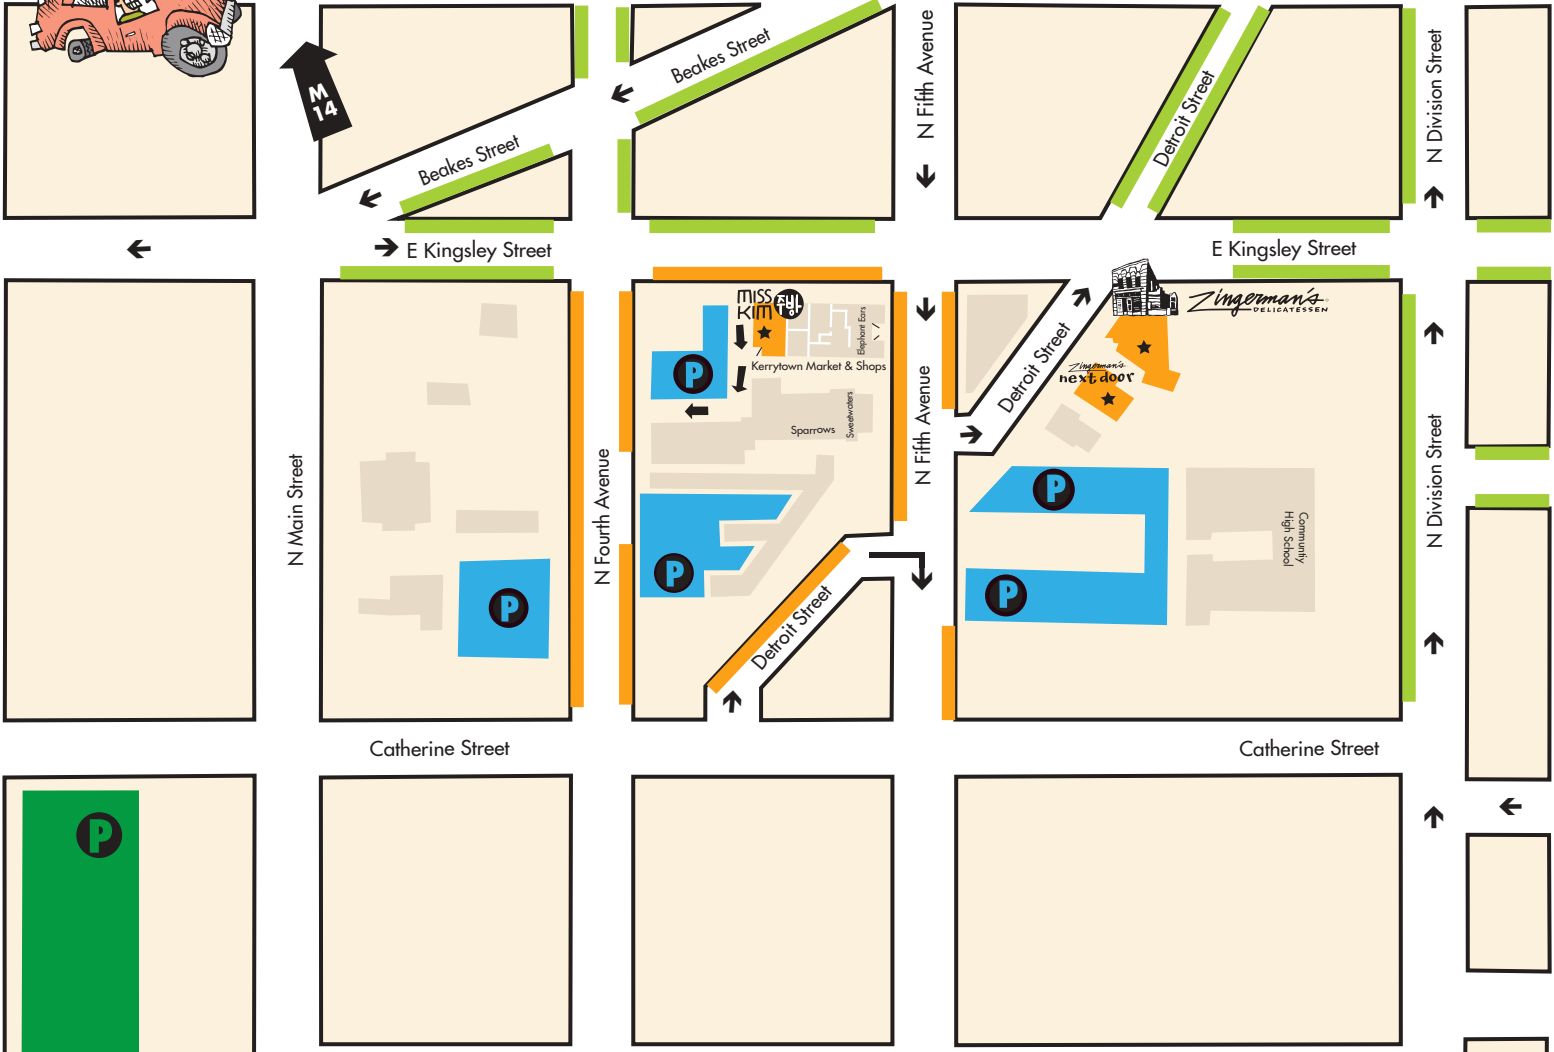 M
14
Beakes Street
Beakes Street
N Fifth Avenue
Detroit Street
N Division Street
E Kingsley Street
E Kingsley Street
MISS
KIM
주방
Elephant Ears
Kerrytown Market & Shops
Zingerman's
DELICATESSEN
Zingerman's
next door
Detroit Street
P
Sparrows
Sweetwaters
N Fifth Avenue
N Main Street
N Fourth Avenue
N Division Street
P
Community
High School
P
P
P
Detroit Street
Catherine Street
Catherine Street
P